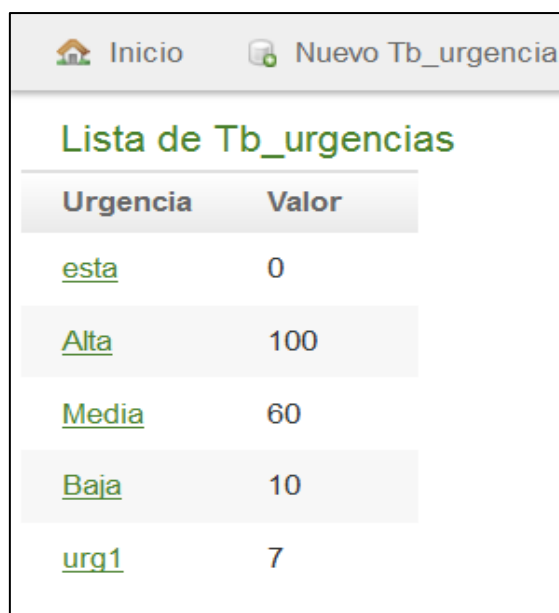 Inicio Nuevo Tb_urgencia
Lista de Tb_urgencias
Urgencia Valor
esta 0
Alta 100
Media 60
Baja 10
urg1 7